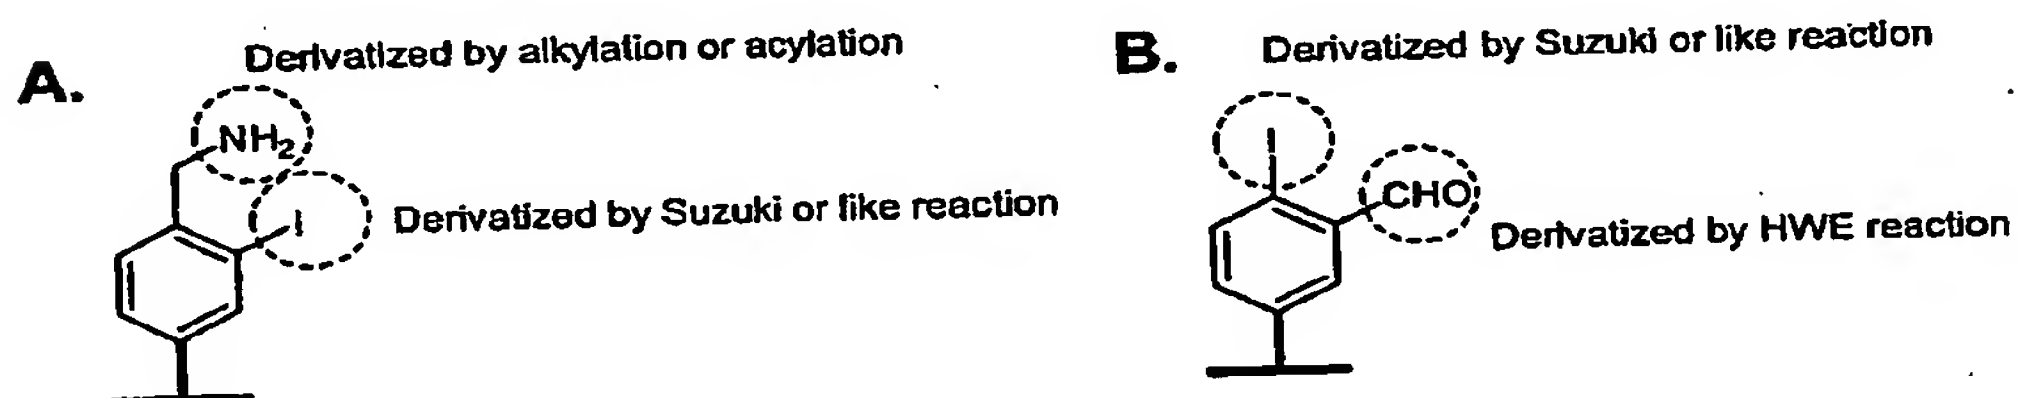 A.
Derivatized by alkylation or acylation
NH2
I
Derivatized by Suzuki or like reaction
B.
Derivatized by Suzuki or like reaction
I
CHO
Derivatized by HWE reaction